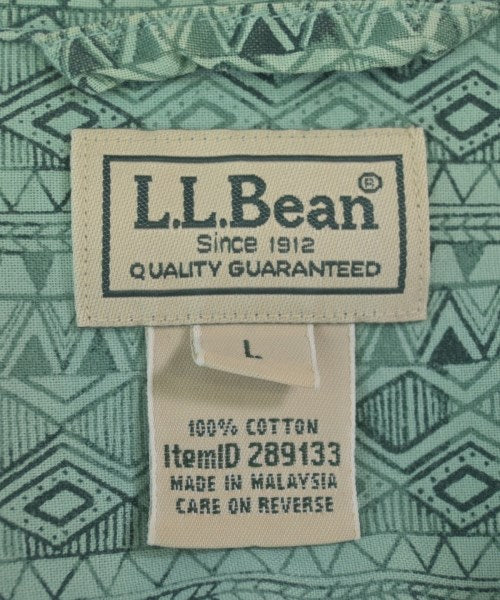 L.L.Bean®
Since 1912
QUALITY GUARANTEED
L
100% COTTON
ItemID 289133
MADE IN MALAYSIA
CARE ON REVERSE